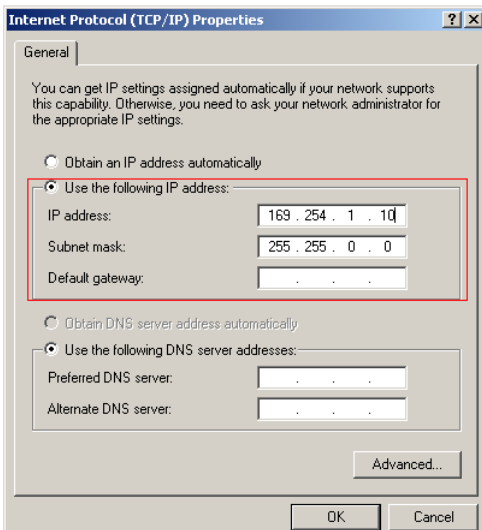 Internet Protocol (TCP/IP) Properties
General
You can get IP settings assigned automatically if your network supports
this capability. Otherwise, you need to ask your network administrator for
the appropriate IP settings.
Obtain an IP address automatically
Use the following IP address:
IP address: 169 . 254 . 1 . 10
Subnet mask: 255 . 255 . 0 . 0
Default gateway: . . .
Obtain DNS server address automatically
Use the following DNS server addresses:
Preferred DNS server: . . .
Alternate DNS server: . . .
Advanced...
OK Cancel